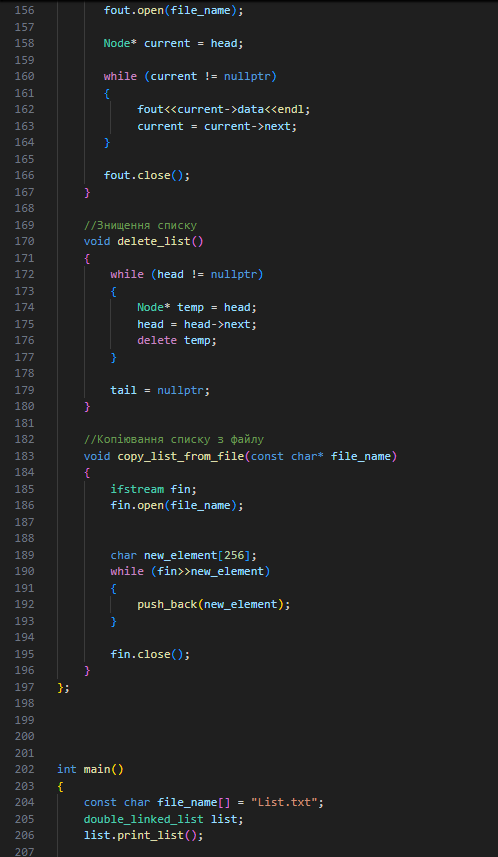 156 fout.open(file_name);
157
158 Node* current = head;
159
160 while (current != nullptr)
161 {
162 fout<<current->data<<endl;
163 current = current->next;
164 }
165
166 fout.close();
167 }
168
169 //Знищення списку
170 void delete_list()
171 {
172 while (head != nullptr)
173 {
174 Node* temp = head;
175 head = head->next;
176 delete temp;
177 }
178
179 tail = nullptr;
180 }
181
182 //Копіювання списку з файлу
183 void copy_list_from_file(const char* file_name)
184 {
185 ifstream fin;
186 fin.open(file_name);
187
188
189 char new_element[256];
190 while (fin>>new_element)
191 {
192 push_back(new_element);
193 }
194
195 fin.close();
196 }
197 };
198
199
200
201
202 int main()
203 {
204 const char file_name[] = "List.txt";
205 double_linked_list list;
206 list.print_list();
207